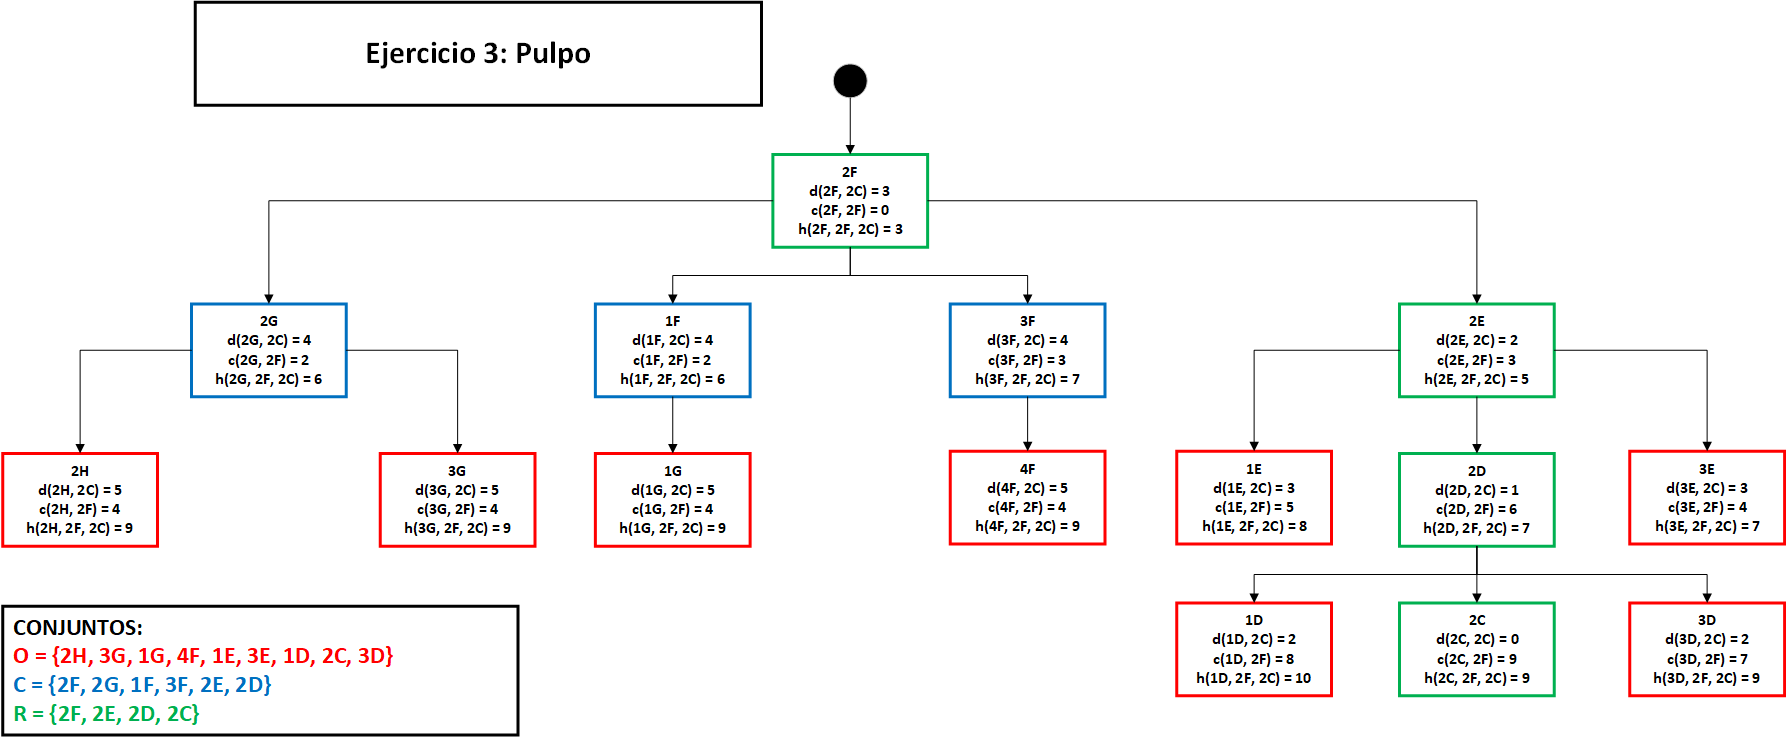 Ejercicio 3: Pulpo
2F
d(2F, 2C) = 3
c(2F, 2F) = 0
h(2F, 2F, 2C) = 3
2G
d(2G, 2C) = 4
c(2G, 2F) = 2
h(2G, 2F, 2C) = 6
1F
d(1F, 2C) = 4
c(1F, 2F) = 2
h(1F, 2F, 2C) = 6
3F
d(3F, 2C) = 4
c(3F, 2F) = 3
h(3F, 2F, 2C) = 7
2E
d(2E, 2C) = 2
c(2E, 2F) = 3
h(2E, 2F, 2C) = 5
2H
d(2H, 2C) = 5
c(2H, 2F) = 4
h(2H, 2F, 2C) = 9
3G
d(3G, 2C) = 5
c(3G, 2F) = 4
h(3G, 2F, 2C) = 9
1G
d(1G, 2C) = 5
c(1G, 2F) = 4
h(1G, 2F, 2C) = 9
4F
d(4F, 2C) = 5
c(4F, 2F) = 4
h(4F, 2F, 2C) = 9
1E
d(1E, 2C) = 3
c(1E, 2F) = 5
h(1E, 2F, 2C) = 8
2D
d(2D, 2C) = 1
c(2D, 2F) = 6
h(2D, 2F, 2C) = 7
3E
d(3E, 2C) = 3
c(3E, 2F) = 4
h(3E, 2F, 2C) = 7
1D
d(1D, 2C) = 2
c(1D, 2F) = 8
h(1D, 2F, 2C) = 10
2C
d(2C, 2C) = 0
c(2C, 2F) = 9
h(2C, 2F, 2C) = 9
3D
d(3D, 2C) = 2
c(3D, 2F) = 7
h(3D, 2F, 2C) = 9
CONJUNTOS:
O = {2H, 3G, 1G, 4F, 1E, 3E, 1D, 2C, 3D}
C = {2F, 2G, 1F, 3F, 2E, 2D}
R = {2F, 2E, 2D, 2C}